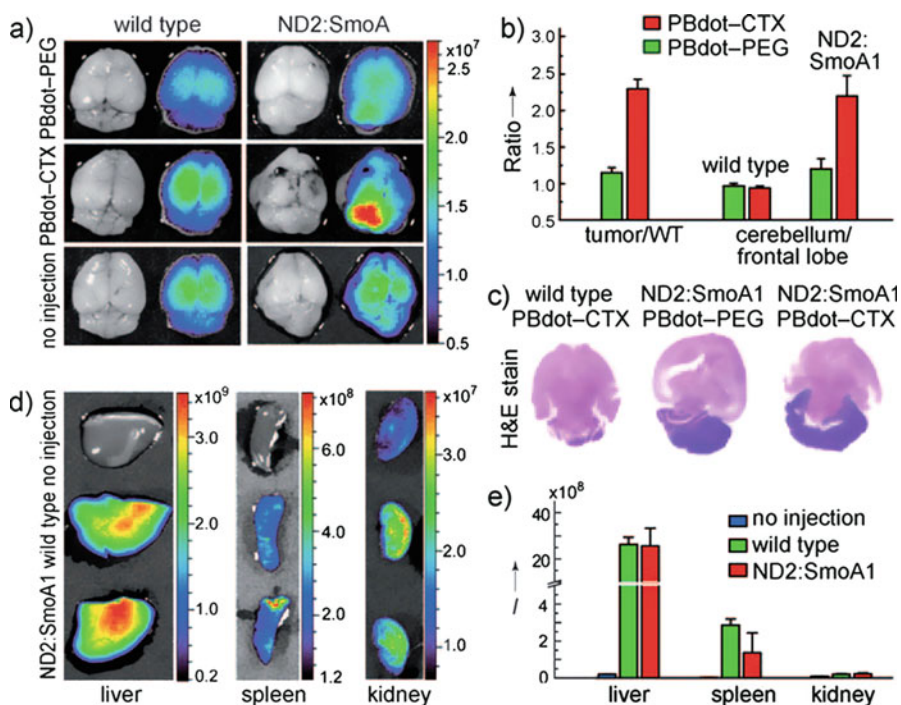 a)
wild type
ND2:SmoA
PBdot–PEG
PBdot–CTX
no injection
x10⁷
2.5
2.0
1.5
1.0
0.5
b)
PBdot–CTX
PBdot–PEG
ND2:
SmoA1
Ratio
3.0
2.5
2.0
1.5
1.0
0.5
wild type
tumor/WT
cerebellum/
frontal lobe
c)
wild type
PBdot–CTX
ND2:SmoA1
PBdot–PEG
ND2:SmoA1
PBdot–CTX
H&E stain
d)
no injection
wild type
ND2:SmoA1
x10⁹
3.0
2.0
1.0
0.2
x10⁸
6.0
4.0
2.0
1.2
x10⁷
3.0
2.0
1.0
liver
spleen
kidney
e)
x10⁸
40
20
4
2
0
I
no injection
wild type
ND2:SmoA1
liver
spleen
kidney